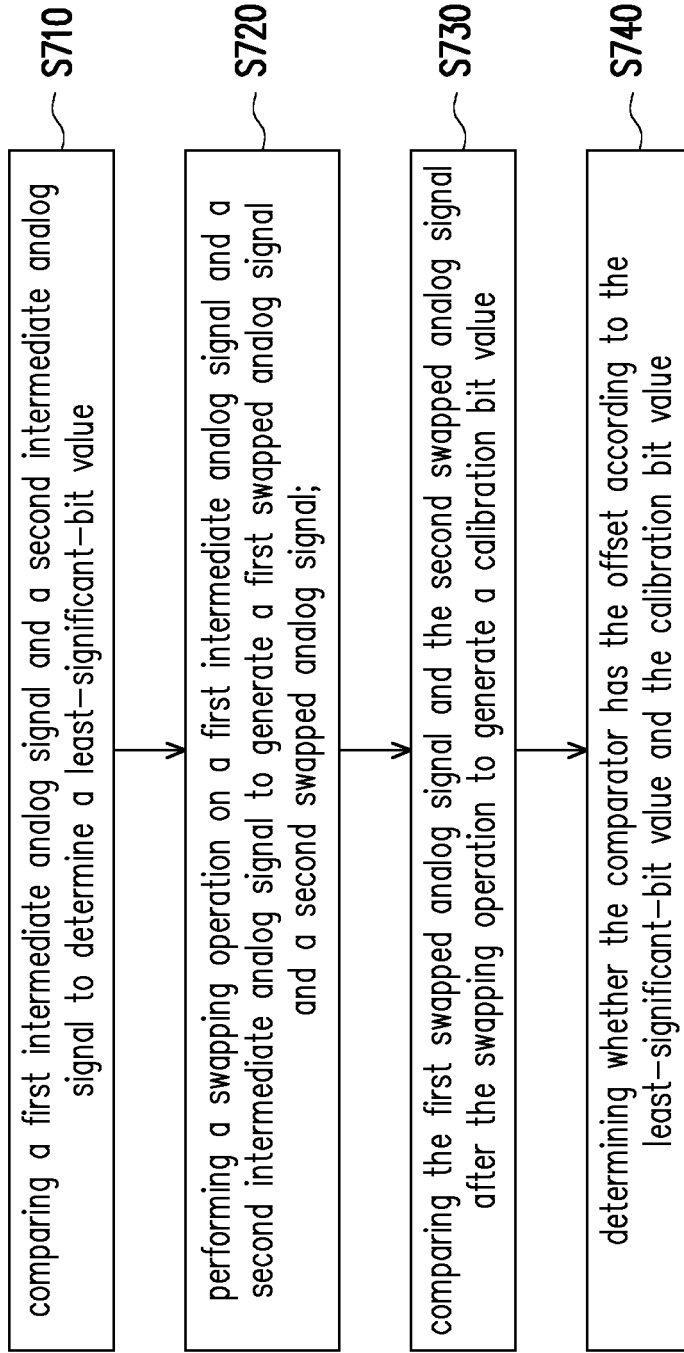 comparing a first intermediate analog signal and a second intermediate analog
signal to determine a least-significant-bit value
S710
performing a swapping operation on a first intermediate analog signal and a
second intermediate analog signal to generate a first swapped analog signal
and a second swapped analog signal;
S720
comparing the first swapped analog signal and the second swapped analog signal
after the swapping operation to generate a calibration bit value
S730
determining whether the comparator has the offset according to the
least-significant-bit value and the calibration bit value
S740